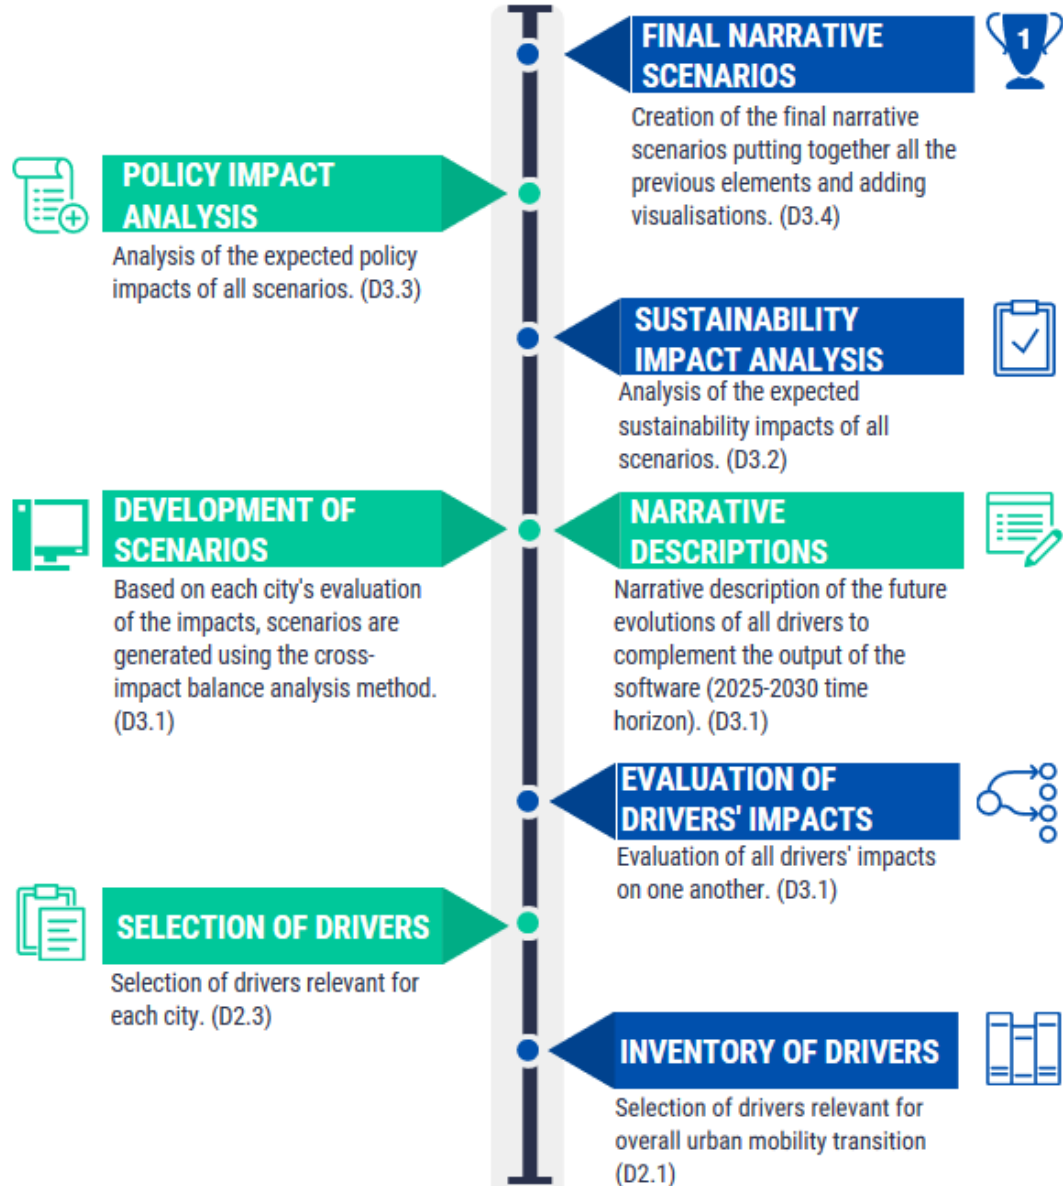 1
FINAL NARRATIVE
SCENARIOS
Creation of the final narrative
scenarios putting together all the
previous elements and adding
visualisations. (D3.4)
POLICY IMPACT
ANALYSIS
Analysis of the expected policy
impacts of all scenarios. (D3.3)
SUSTAINABILITY
IMPACT ANALYSIS
Analysis of the expected
sustainability impacts of all
scenarios. (D3.2)
DEVELOPMENT OF
SCENARIOS
Based on each city's evaluation
of the impacts, scenarios are
generated using the cross-
impact balance analysis method.
(D3.1)
NARRATIVE
DESCRIPTIONS
Narrative description of the future
evolutions of all drivers to
complement the output of the
software (2025-2030 time
horizon). (D3.1)
EVALUATION OF
DRIVERS' IMPACTS
Evaluation of all drivers' impacts
on one another. (D3.1)
SELECTION OF DRIVERS
Selection of drivers relevant for
each city. (D2.3)
INVENTORY OF DRIVERS
Selection of drivers relevant for
overall urban mobility transition
(D2.1)